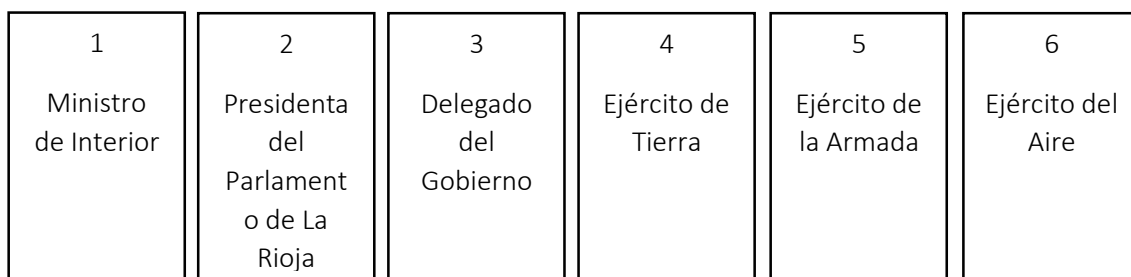 1
Ministro
de Interior
2
Presidenta
del
Parlament
o de La
Rioja
3
Delegado
del
Gobierno
4
Ejército de
Tierra
5
Ejército de
la Armada
6
Ejército del
Aire